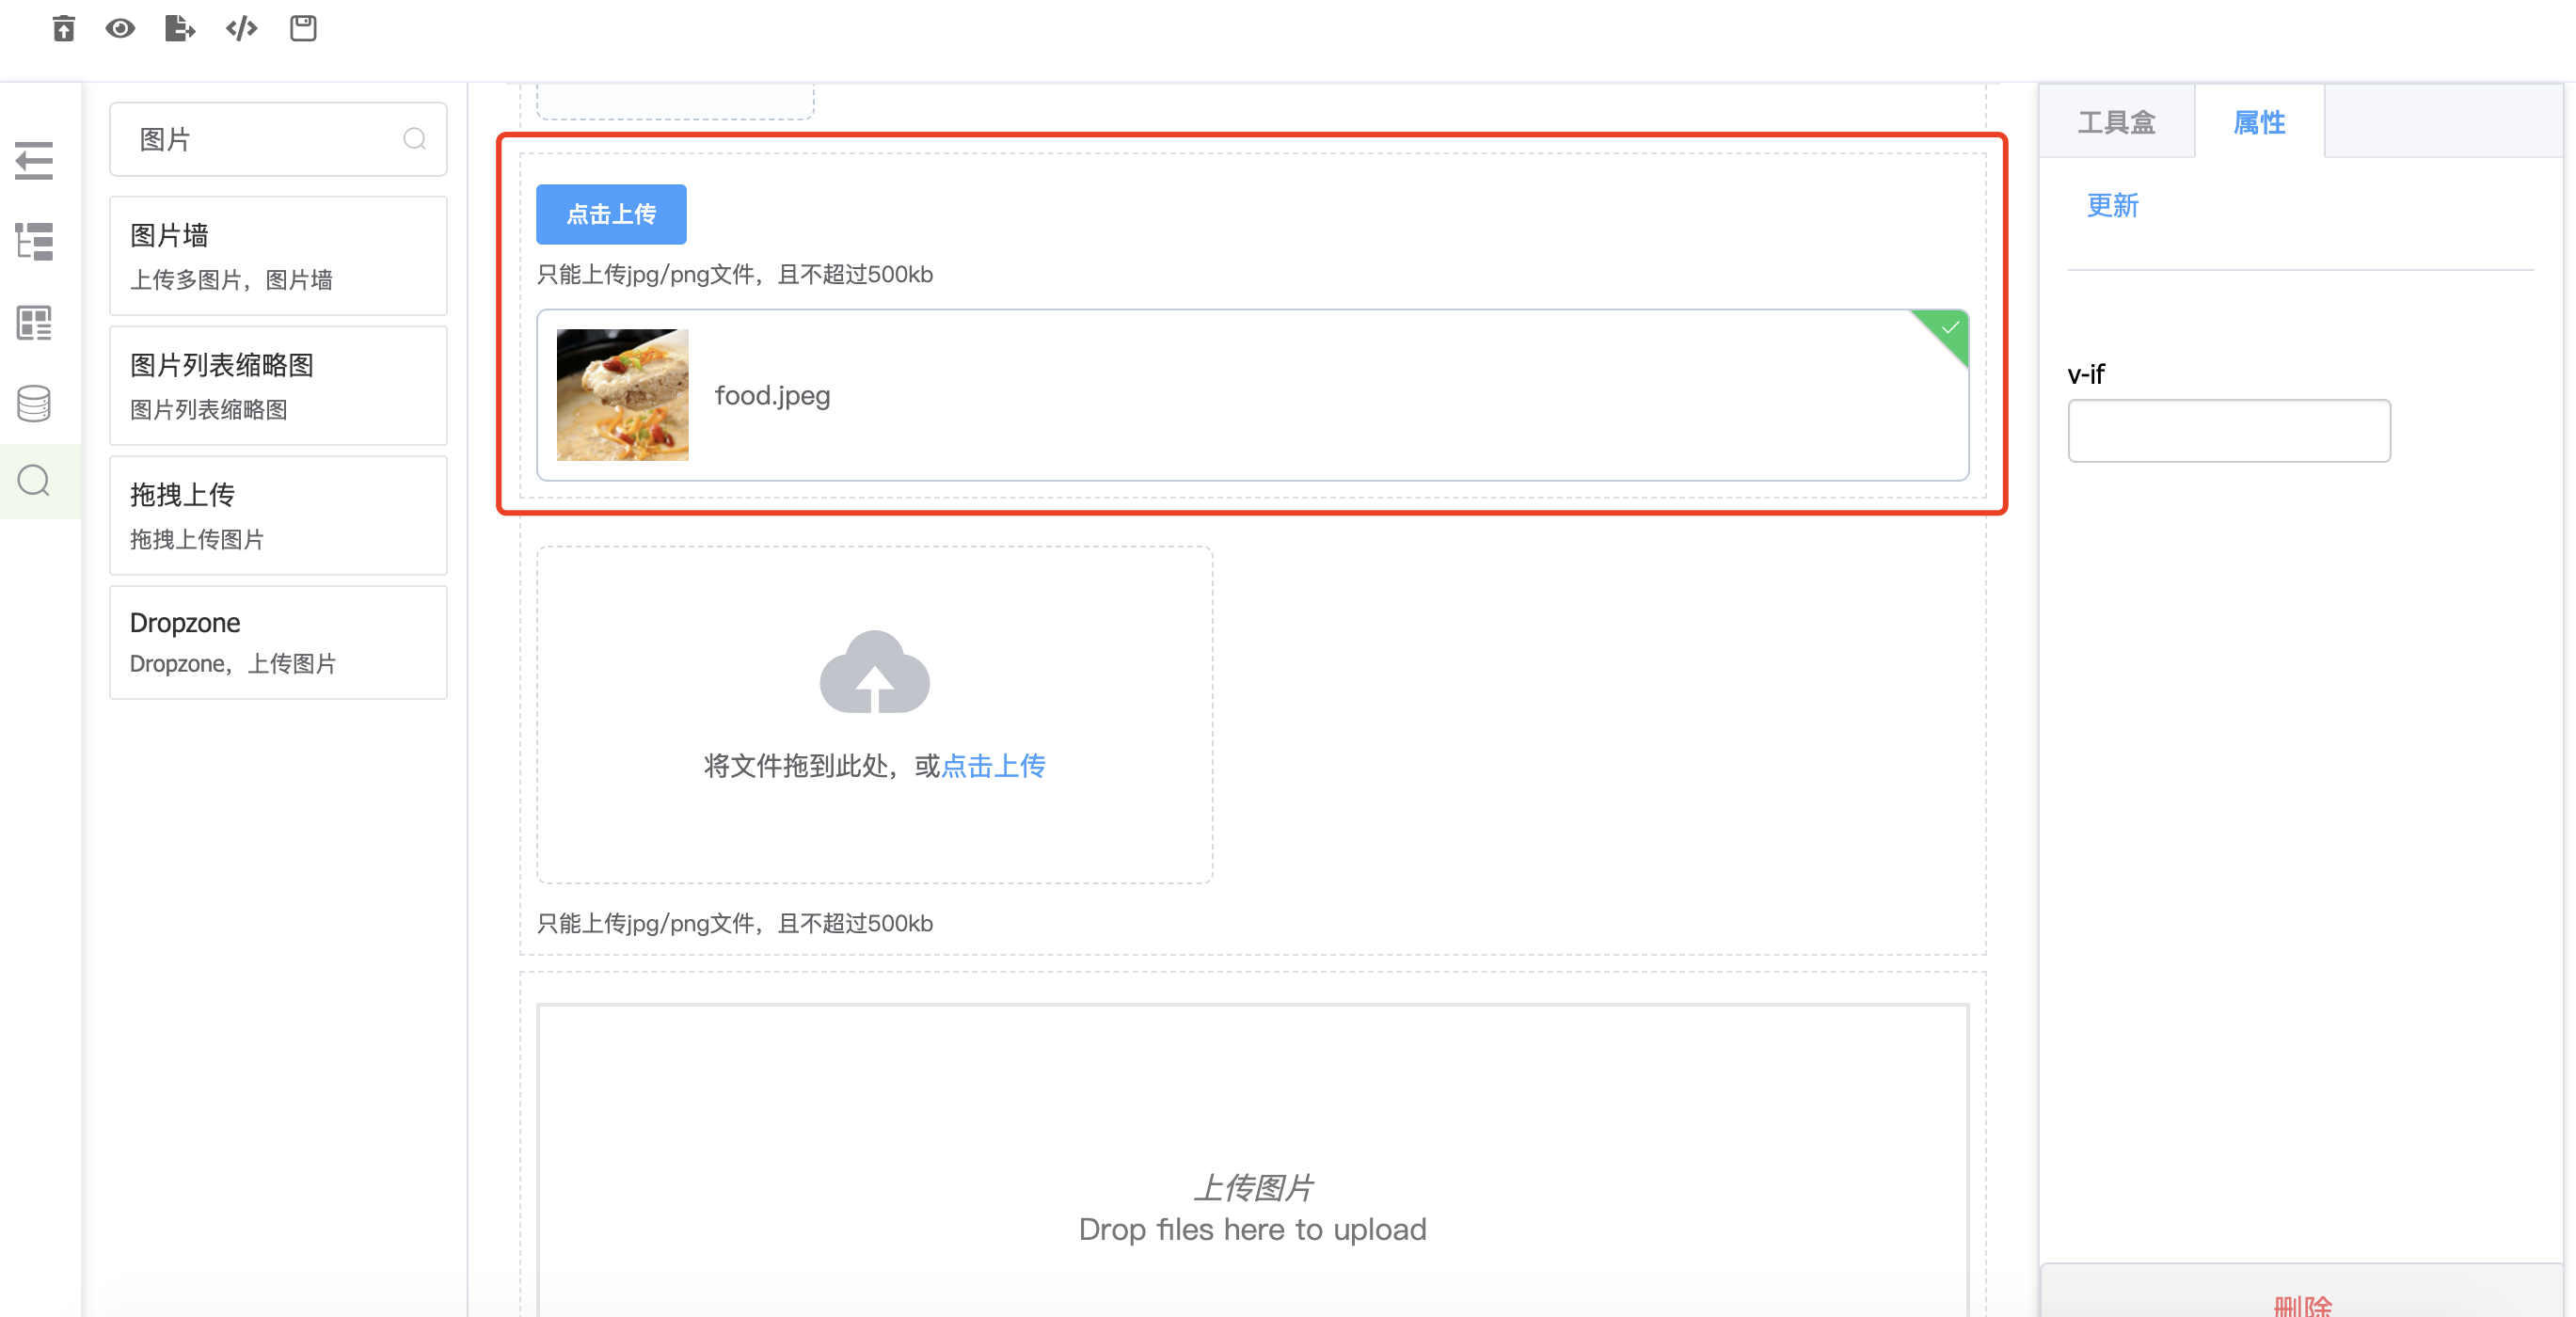 图片
图片墙
上传多图片，图片墙
图片列表缩略图
图片列表缩略图
拖拽上传
拖拽上传图片
Dropzone
Dropzone，上传图片
点击上传
只能上传jpg/png文件，且不超过500kb
food.jpeg
将文件拖到此处，或点击上传
只能上传jpg/png文件，且不超过500kb
上传图片
Drop files here to upload
工具盒
属性
更新
v-if
删除